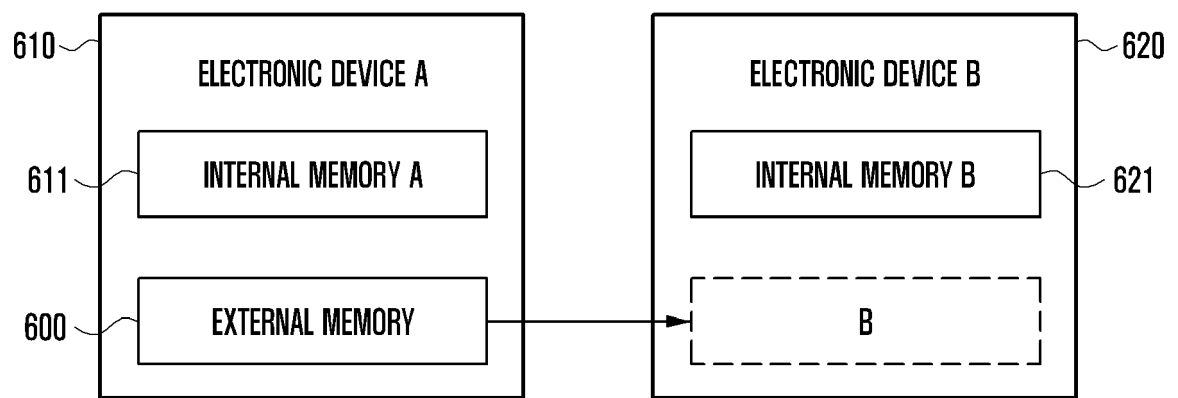 610
ELECTRONIC DEVICE A
611
INTERNAL MEMORY A
600
EXTERNAL MEMORY
620
ELECTRONIC DEVICE B
INTERNAL MEMORY B
621
B